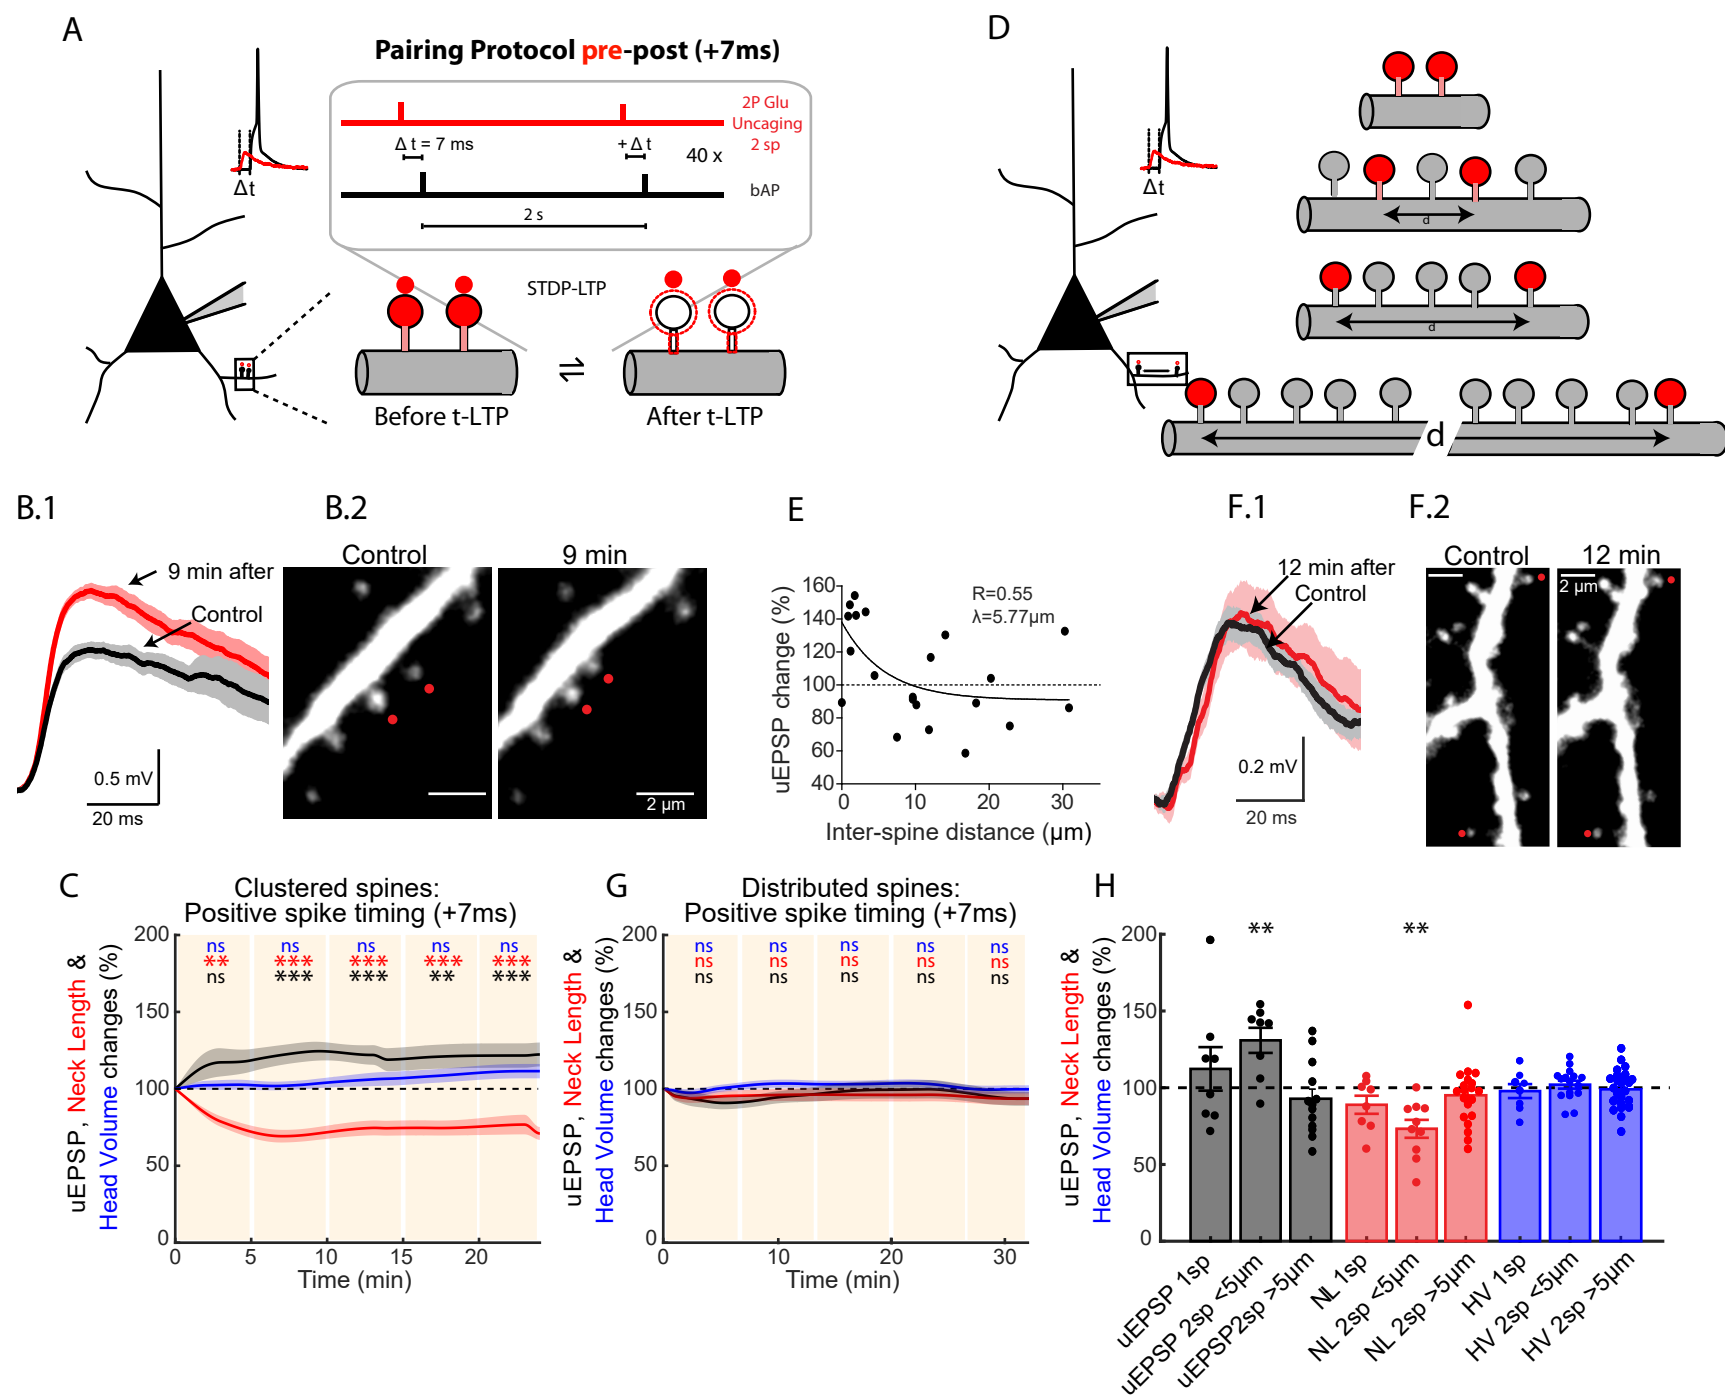 A
Pairing Protocol pre-post (+7ms)
2P Glu
Uncaging
2 sp
Δ t = 7 ms
+ Δ t
40 x
bAP
2 s
Δt
STDP-LTP
⇌
Before t-LTP
After t-LTP
D
Δt
d
d
d
B.1
9 min after
Control
0.5 mV
20 ms
B.2
Control
9 min
2 µm
E
uEPSP change (%)
160
140
120
100
80
60
40
R=0.55
λ=5.77µm
0
10
20
30
Inter-spine distance (µm)
F.1
12 min after
Control
0.2 mV
20 ms
F.2
Control
12 min
2 µm
C
Clustered spines:
Positive spike timing (+7ms)
uEPSP, Neck Length &
Head Volume changes (%)
200
150
100
50
0
ns ns ns ns ns
** *** *** *** ***
ns *** *** ** ***
0 5 10 15 20
Time (min)
G
Distributed spines:
Positive spike timing (+7ms)
uEPSP, Neck Length &
Head Volume changes (%)
200
150
100
50
0
ns ns ns ns ns
ns ns ns ns ns
ns ns ns ns ns
0 10 20 30
Time (min)
H
uEPSP, Neck Length &
Head Volume changes (%)
200
150
100
50
0
** **
uEPSP 1sp
uEPSP 2sp <5µm
uEPSP2sp >5µm
NL 1sp
NL 2sp <5µm
NL 2sp >5µm
HV 1sp
HV 2sp <5µm
HV 2sp >5µm